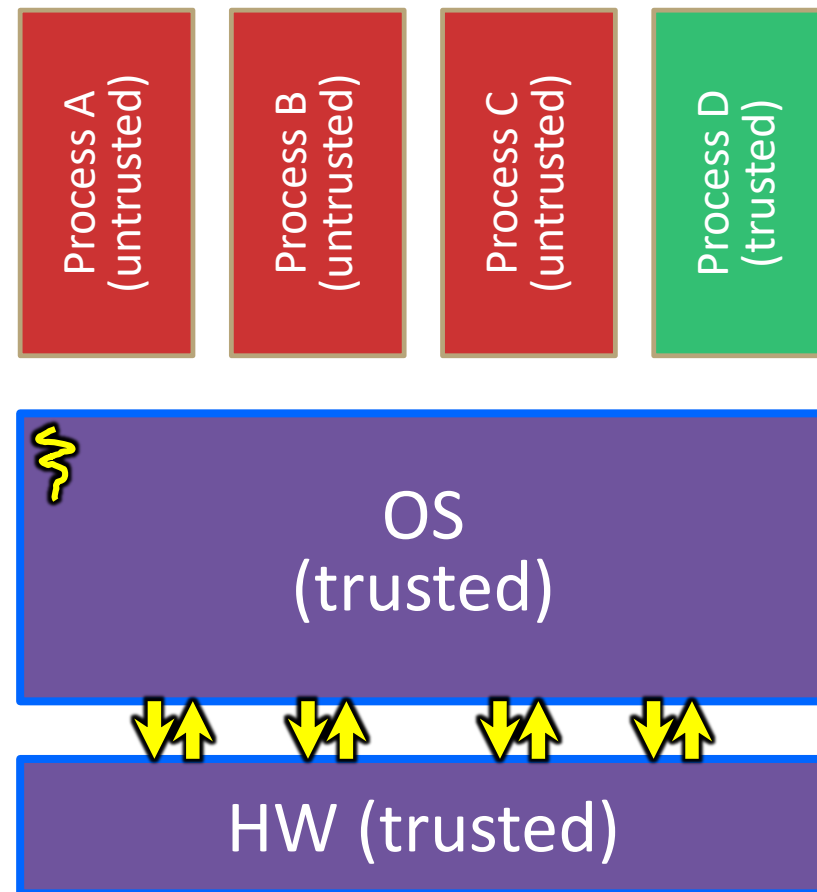 Process A
(untrusted)
Process B
(untrusted)
Process C
(untrusted)
Process D
(trusted)
OS
(trusted)
HW (trusted)